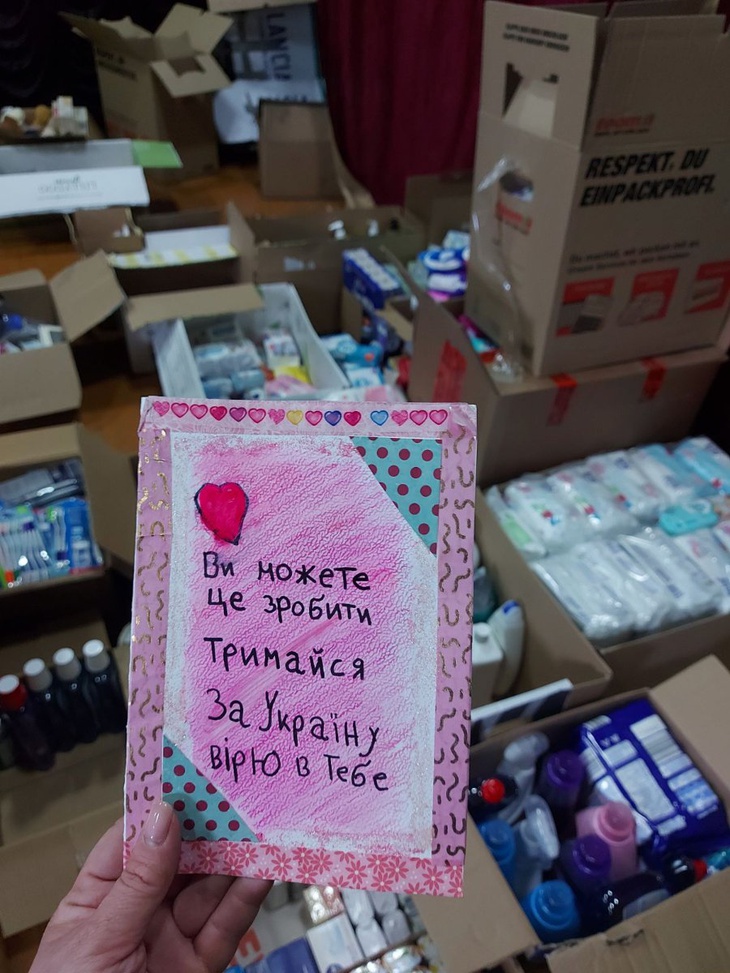 RESPEKT, DU
EINPACKPROFI.
Ви можете
це зробити
Тримайся
За Україну
вірю в Тебе